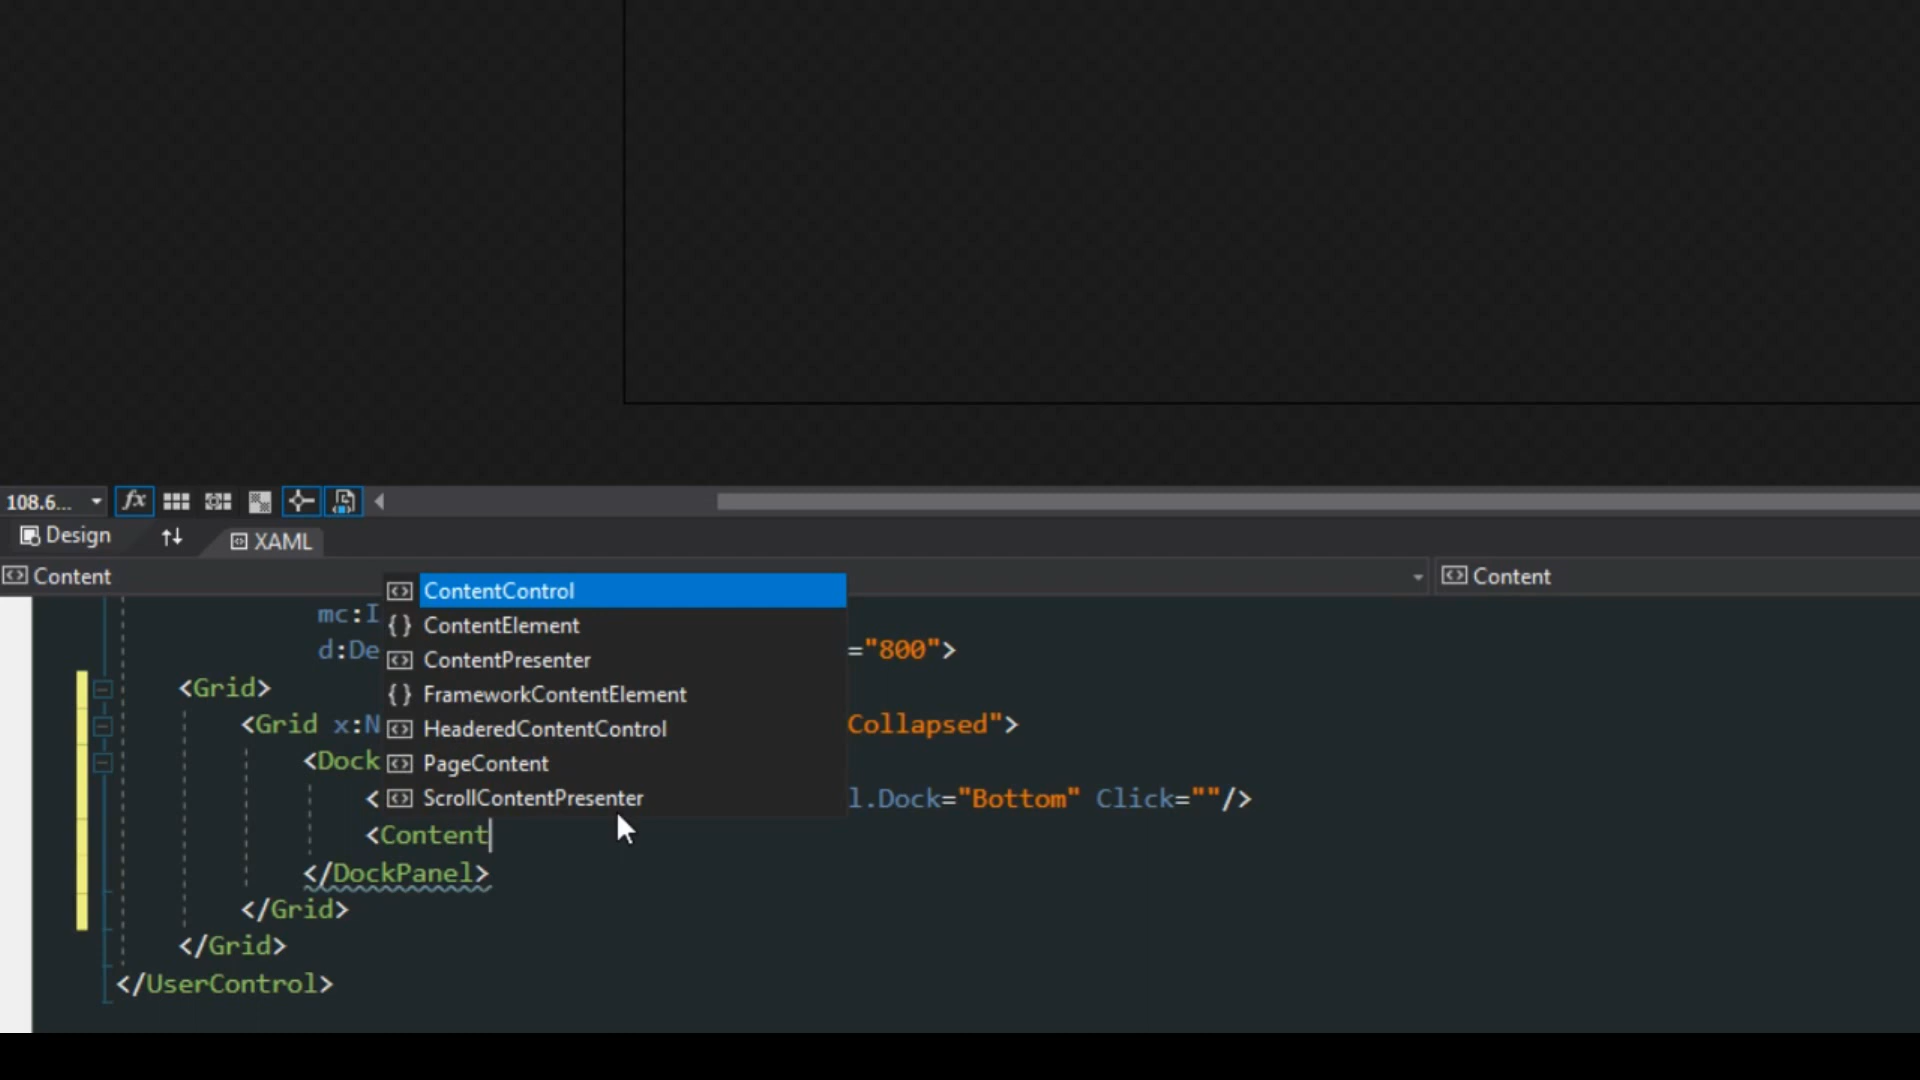 108.6...
fx
Design
XAML
Content
Content
ContentControl
ContentElement
ContentPresenter
FrameworkContentElement
HeaderedContentControl
PageContent
ScrollContentPresenter
mc:I
d:De ="800">
<Grid>
<Grid x:N Collapsed">
<Dock
< l.Dock="Bottom" Click=""/>
<Content
</DockPanel>
</Grid>
</Grid>
</UserControl>